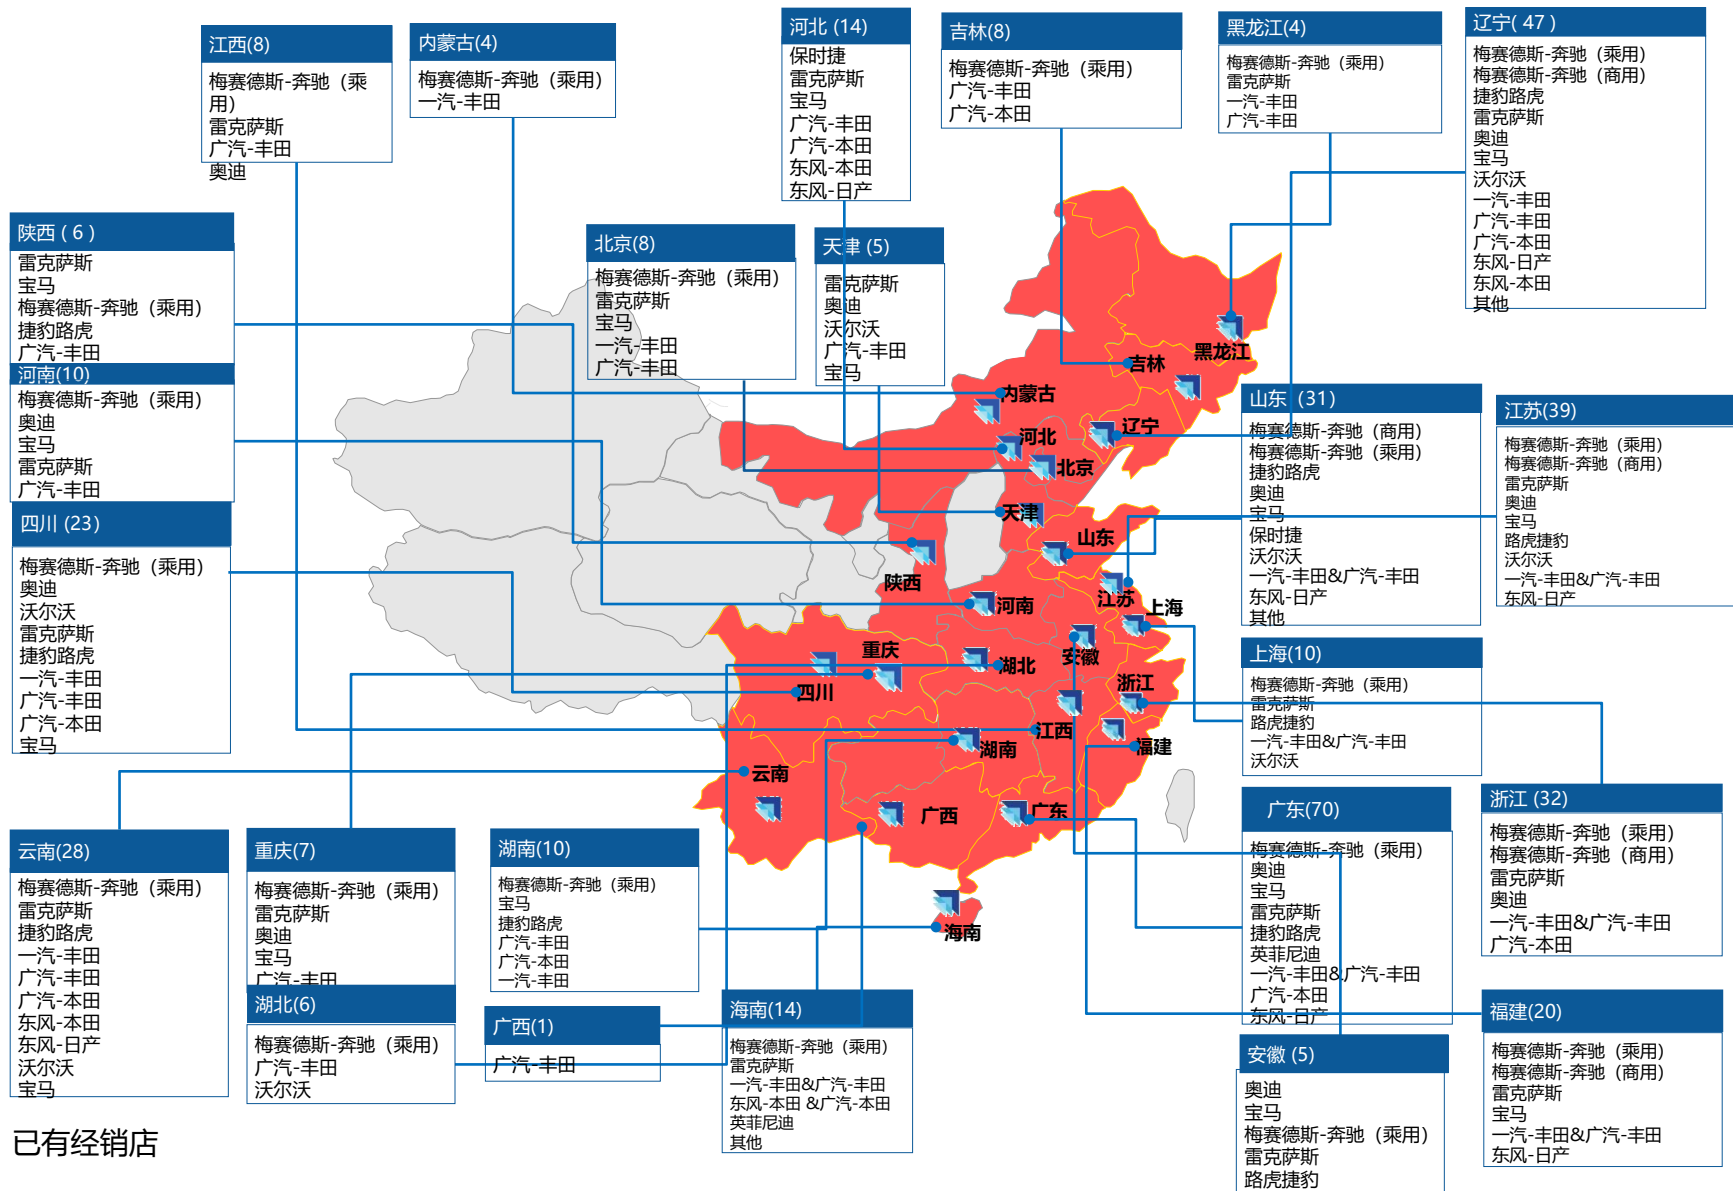 江西(8)
梅赛德斯-奔驰（乘
用）
雷克萨斯
广汽-丰田
奥迪
内蒙古(4)
梅赛德斯-奔驰（乘用）
一汽-丰田
河北 (14)
保时捷
雷克萨斯
宝马
广汽-丰田
广汽-本田
东风-本田
东风-日产
吉林(8)
梅赛德斯-奔驰（乘用）
广汽-丰田
广汽-本田
黑龙江(4)
梅赛德斯-奔驰（乘用）
雷克萨斯
一汽-丰田
广汽-丰田
辽宁( 47 )
梅赛德斯-奔驰（乘用）
梅赛德斯-奔驰（商用）
捷豹路虎
雷克萨斯
奥迪
宝马
沃尔沃
一汽-丰田
广汽-丰田
广汽-本田
东风-日产
东风-本田
其他
陕西 ( 6 )
雷克萨斯
宝马
梅赛德斯-奔驰（乘用）
捷豹路虎
广汽-丰田
北京(8)
梅赛德斯-奔驰（乘用）
雷克萨斯
宝马
一汽-丰田
广汽-丰田
天津 (5)
雷克萨斯
奥迪
沃尔沃
广汽-丰田
宝马
河南(10)
梅赛德斯-奔驰（乘用）
奥迪
宝马
雷克萨斯
广汽-丰田
四川 (23)
梅赛德斯-奔驰（乘用）
奥迪
沃尔沃
雷克萨斯
捷豹路虎
一汽-丰田
广汽-丰田
广汽-本田
宝马
黑龙江
吉林
内蒙古
辽宁
河北
北京
天津
山东
陕西
河南
江苏
上海
安徽
重庆
湖北
浙江
四川
江西
湖南
福建
云南
广西
广东
海南
山东（31）
梅赛德斯-奔驰（商用）
梅赛德斯-奔驰（乘用）
捷豹路虎
奥迪
宝马
保时捷
沃尔沃
一汽-丰田&广汽-丰田
东风-日产
其他
江苏(39)
梅赛德斯-奔驰（乘用）
梅赛德斯-奔驰（商用）
雷克萨斯
奥迪
宝马
路虎捷豹
沃尔沃
一汽-丰田&广汽-丰田
东风-日产
上海(10)
梅赛德斯-奔驰（乘用）
雷克萨斯
路虎捷豹
一汽-丰田&广汽-丰田
沃尔沃
广东(70)
梅赛德斯-奔驰（乘用）
奥迪
宝马
雷克萨斯
捷豹路虎
英菲尼迪
一汽-丰田&广汽-丰田
广汽-本田
东风-日产
浙江 (32)
梅赛德斯-奔驰（乘用）
梅赛德斯-奔驰（商用）
雷克萨斯
奥迪
一汽-丰田&广汽-丰田
广汽-本田
云南(28)
梅赛德斯-奔驰（乘用）
雷克萨斯
捷豹路虎
一汽-丰田
广汽-丰田
广汽-本田
东风-本田
东风-日产
沃尔沃
宝马
重庆(7)
梅赛德斯-奔驰（乘用）
雷克萨斯
奥迪
宝马
广汽-丰田
湖北(6)
梅赛德斯-奔驰（乘用）
广汽-丰田
沃尔沃
湖南(10)
梅赛德斯-奔驰（乘用）
宝马
捷豹路虎
广汽-丰田
广汽-本田
一汽-丰田
广西(1)
广汽-丰田
海南(14)
梅赛德斯-奔驰（乘用）
雷克萨斯
一汽-丰田&广汽-丰田
东风-本田 &广汽-本田
英菲尼迪
其他
安徽 (5)
奥迪
宝马
梅赛德斯-奔驰（乘用）
雷克萨斯
路虎捷豹
福建(20)
梅赛德斯-奔驰（乘用）
梅赛德斯-奔驰（商用）
雷克萨斯
宝马
一汽-丰田&广汽-丰田
东风-日产
已有经销店